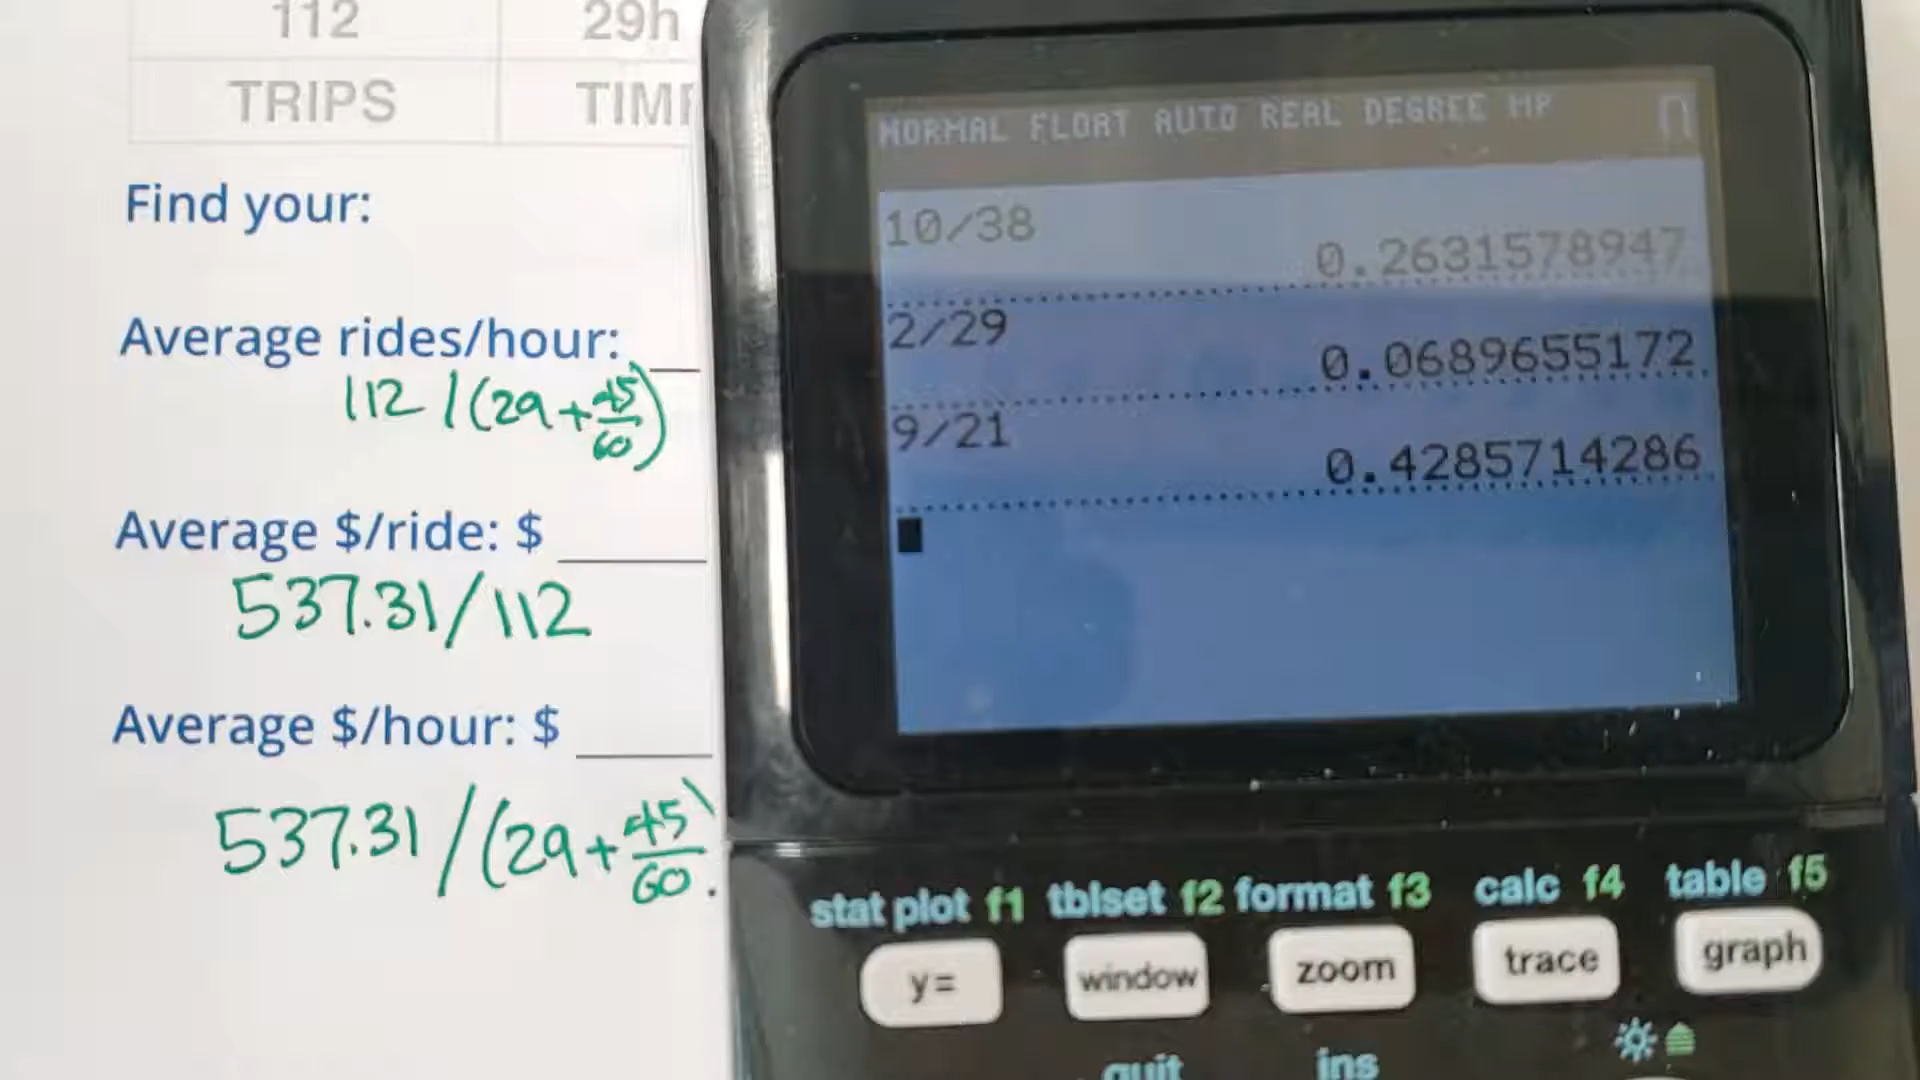 112 29h
TRIPS TIM
Find your:
Average rides/hour:
112 / (29 + 45/60)
Average $/ride: $
537.31/112
Average $/hour: $
537.31 / (29 + 45/60)
NORMAL FLOAT AUTO REAL DEGREE MP
10/38
0.2631578947
2/29
0.0689655172
9/21
0.4285714286
stat plot f1 tblset f2 format f3 calc f4 table f5
y= window zoom trace graph
quit ins